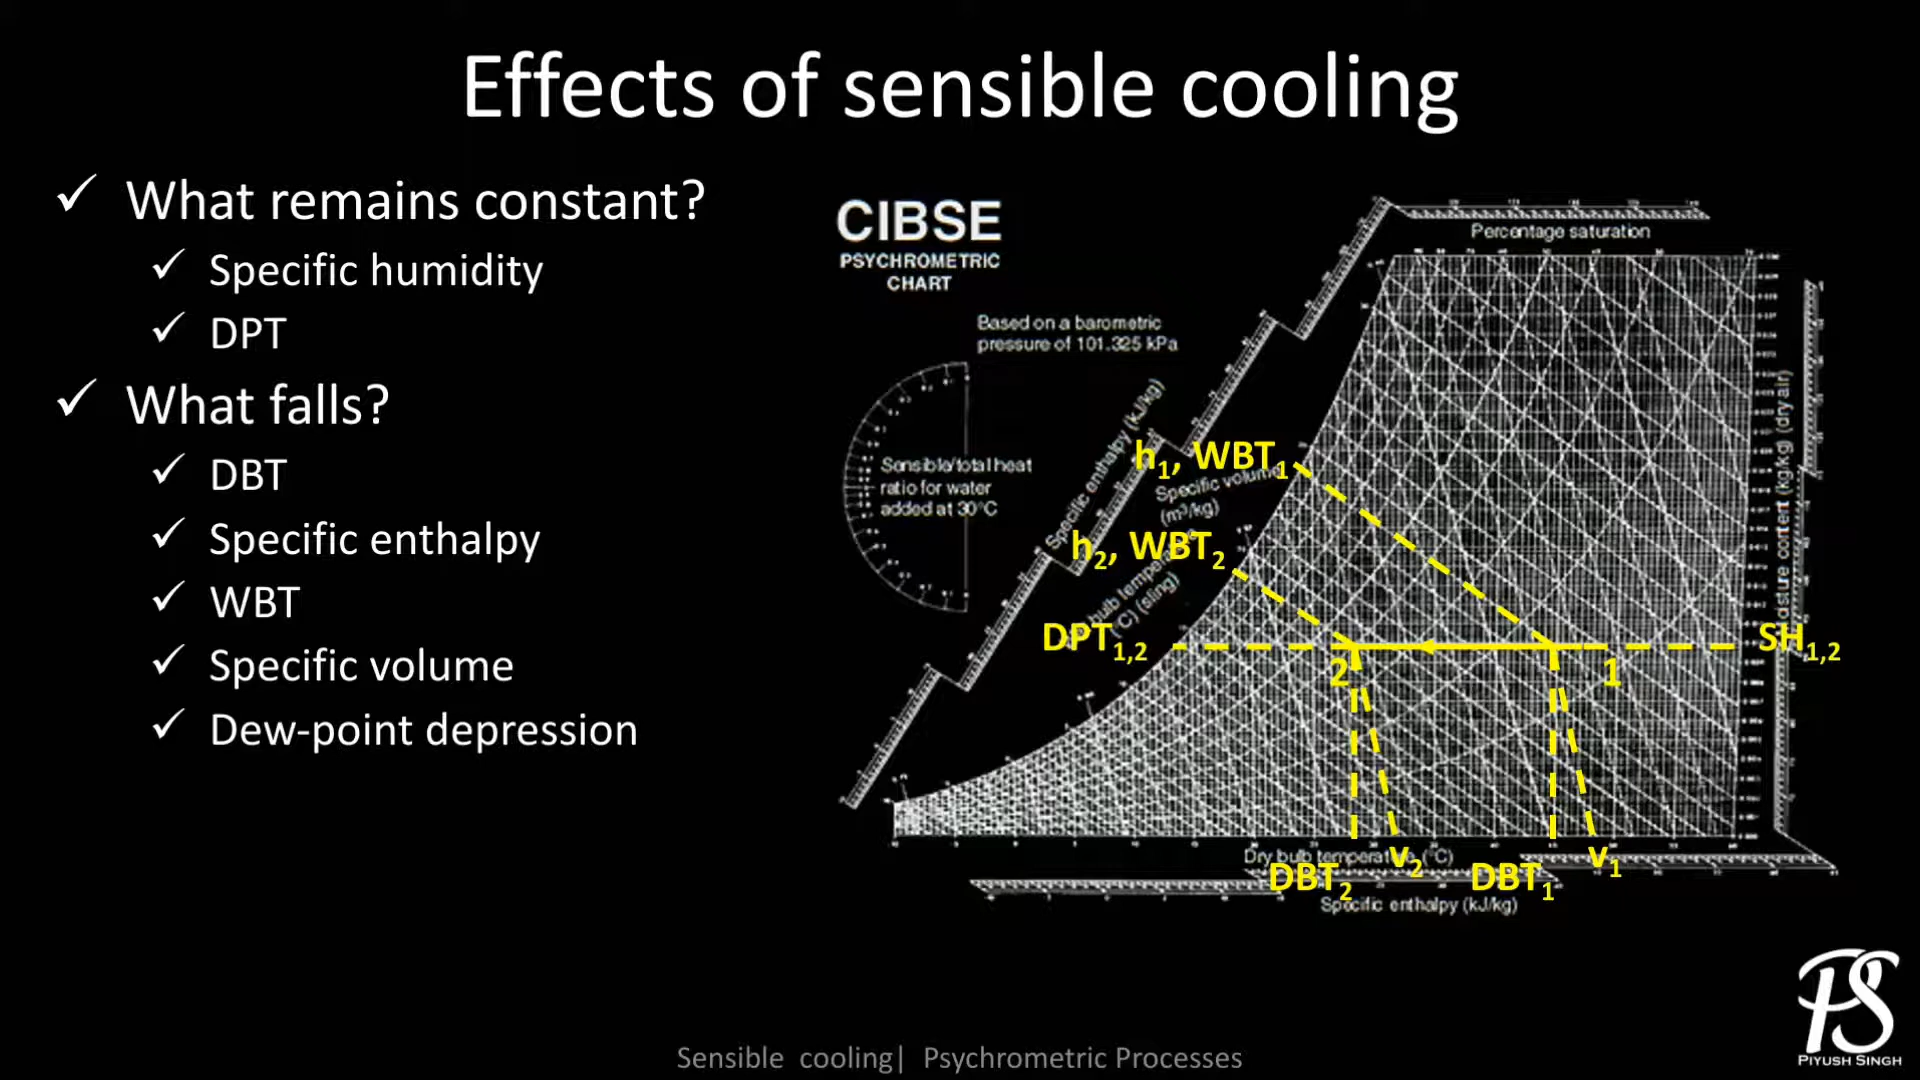 Effects of sensible cooling
✓ What remains constant?
✓ Specific humidity
✓ DPT
✓ What falls?
✓ DBT
✓ Specific enthalpy
✓ WBT
✓ Specific volume
✓ Dew-point depression
CIBSE
PSYCHROMETRIC
CHART
Based on a barometric
pressure of 101.325 kPa
Percentage saturation
Sensible/total heat
ratio for water
added at 30°C
Specific enthalpy (kJ/kg)
h1, WBT1
Specific volume
(m³/kg)
h2, WBT2
bulb temperature
(°C) (sling)
DPT1,2
SH1,2
moisture content (kg/kg) (dry air)
2
1
Dry bulb temperature (°C)
v2
v1
DBT2
DBT1
Specific enthalpy (kJ/kg)
PS
PIYUSH SINGH
Sensible cooling| Psychrometric Processes